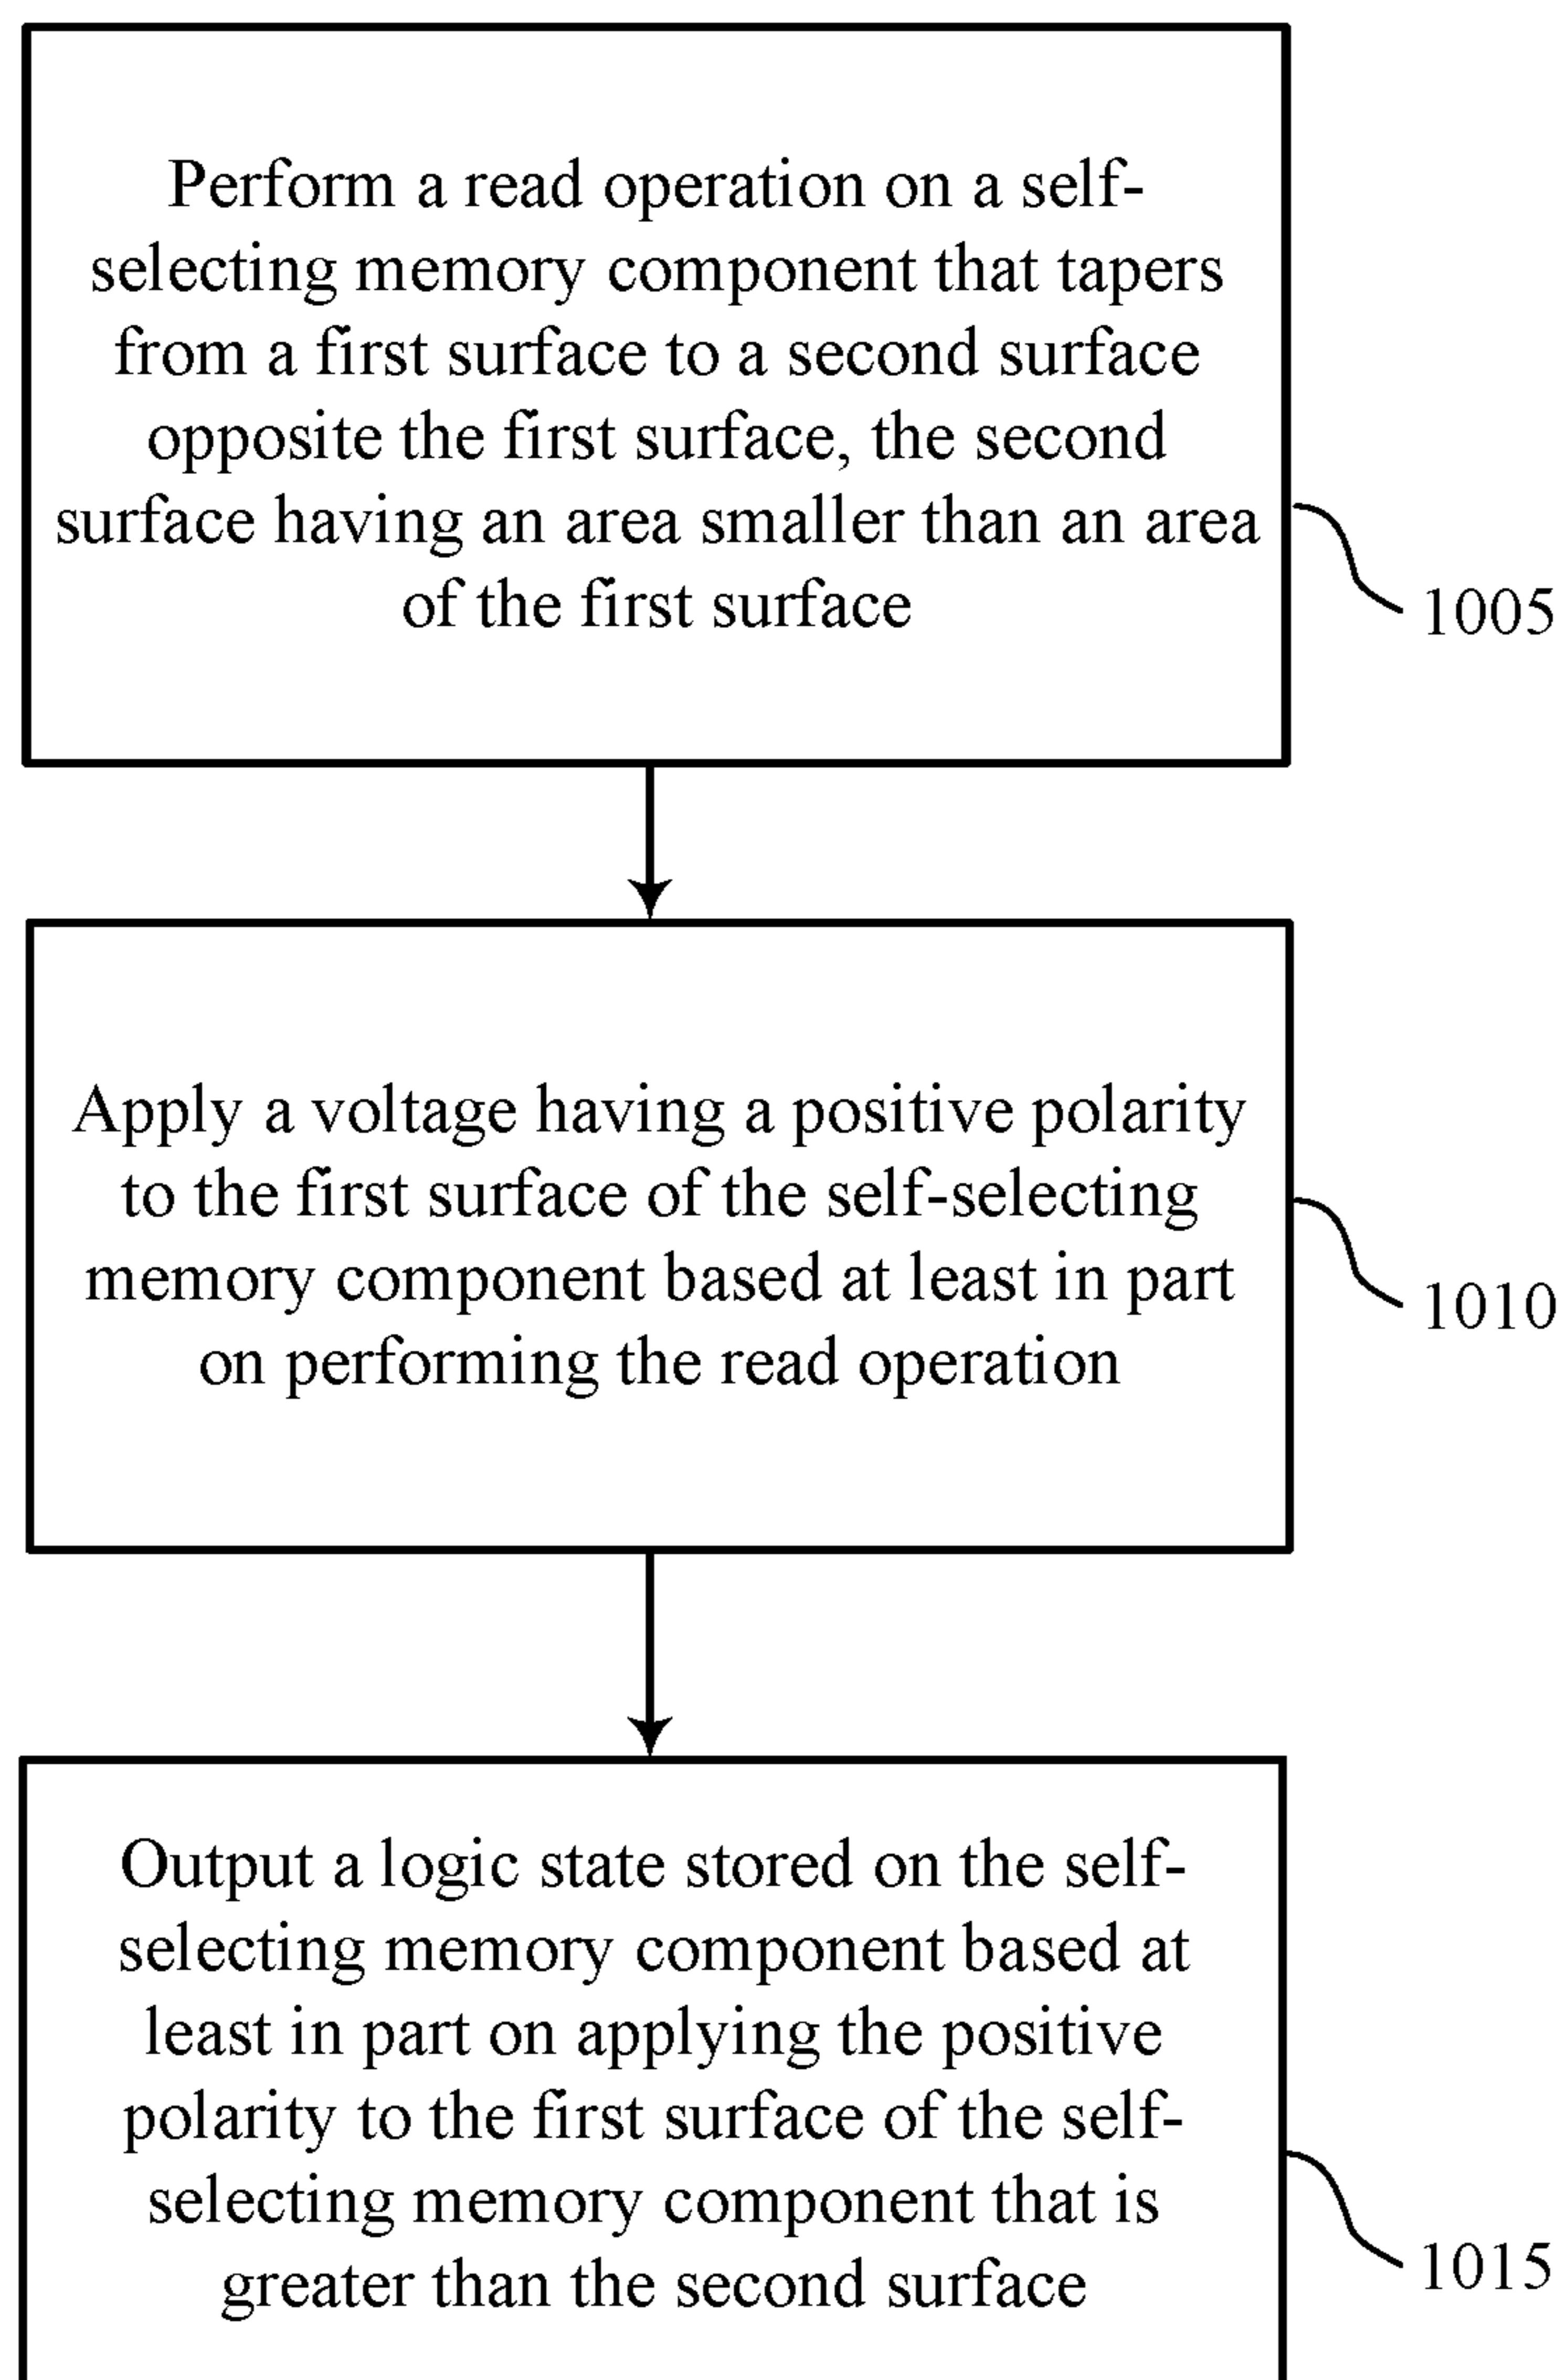 Perform a read operation on a self-
selecting memory component that tapers
from a first surface to a second surface
opposite the first surface, the second
surface having an area smaller than an area
of the first surface
1005
Apply a voltage having a positive polarity
to the first surface of the self-selecting
memory component based at least in part
on performing the read operation
1010
Output a logic state stored on the self-
selecting memory component based at
least in part on applying the positive
polarity to the first surface of the self-
selecting memory component that is
greater than the second surface
1015